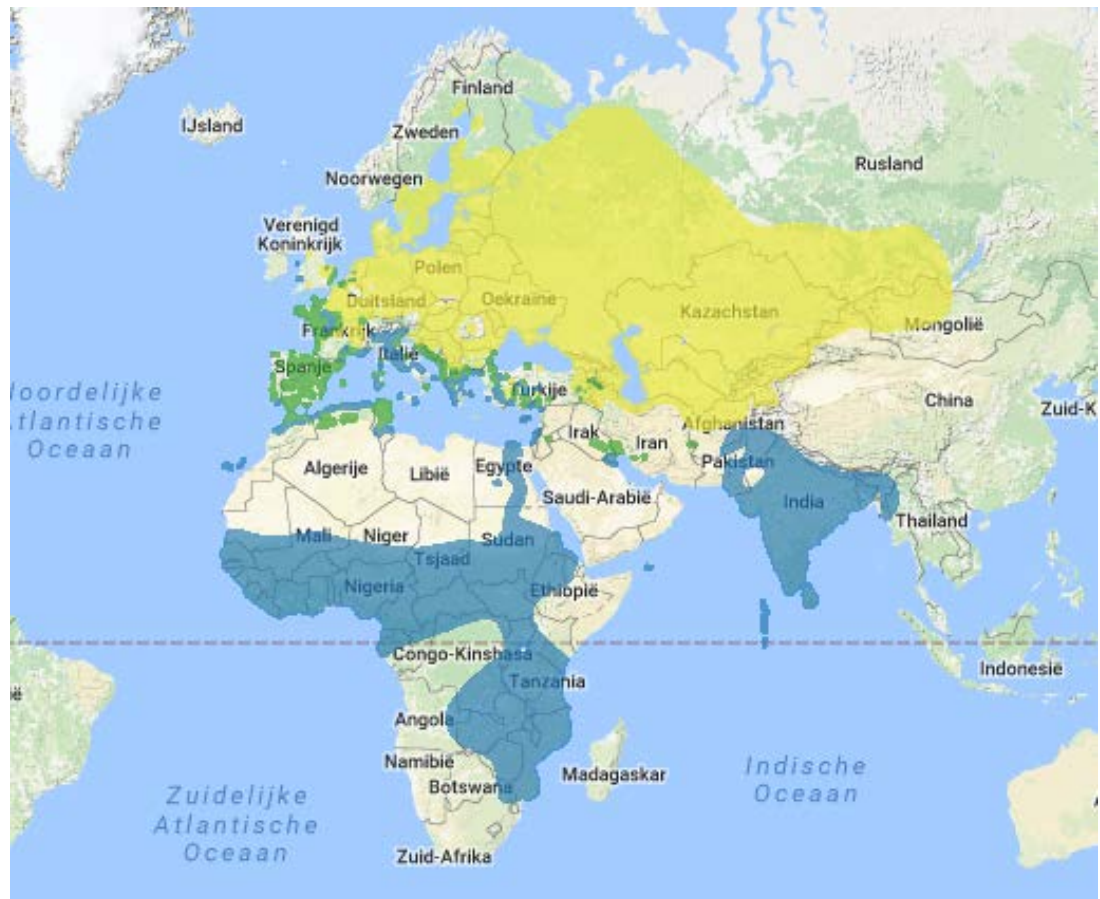 Finland
IJsland
Zweden
Rusland
Noorwegen
Verenigd
Koninkrijk
Polen
Duitsland
Oekraïne
Kazachstan
Frankrijk
Mongolië
Italië
Spanje
Turkije
Noordelijke
Atlantische
Oceaan
China
Zuid-K
Afghanistan
Irak
Iran
Pakistan
Algerije
Libië
Egypte
Saudi-Arabië
India
Thailand
Mali
Niger
Sudan
Tsjaad
Nigeria
Ethiopië
Congo-Kinshasa
Indonesië
Tanzania
ë
Angola
Namibië
Botswana
Madagaskar
Indische
Oceaan
Zuidelijke
Atlantische
Oceaan
Zuid-Afrika